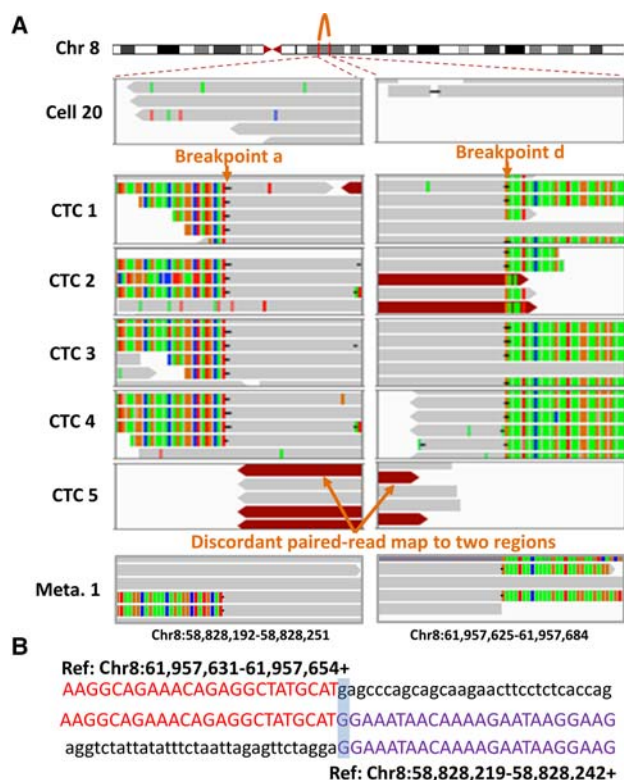 A
Chr 8
Cell 20
Breakpoint a
Breakpoint d
CTC 1
CTC 2
CTC 3
CTC 4
CTC 5
Discordant paired-read map to two regions
Meta. 1
Chr8:58,828,192-58,828,251
Chr8:61,957,625-61,957,684
B
Ref: Chr8:61,957,631-61,957,654+
AAGGCAGAAACAGAGGCTATGCATgagcccagcagcaagaacttcctctcaccag
AAGGCAGAAACAGAGGCTATGCATGGAAATAACAAAAGAATAAGGAAG
aggtctattatatttctaattagagttctaggaGGAAATAACAAAAGAATAAGGAAG
Ref: Chr8:58,828,219-58,828,242+